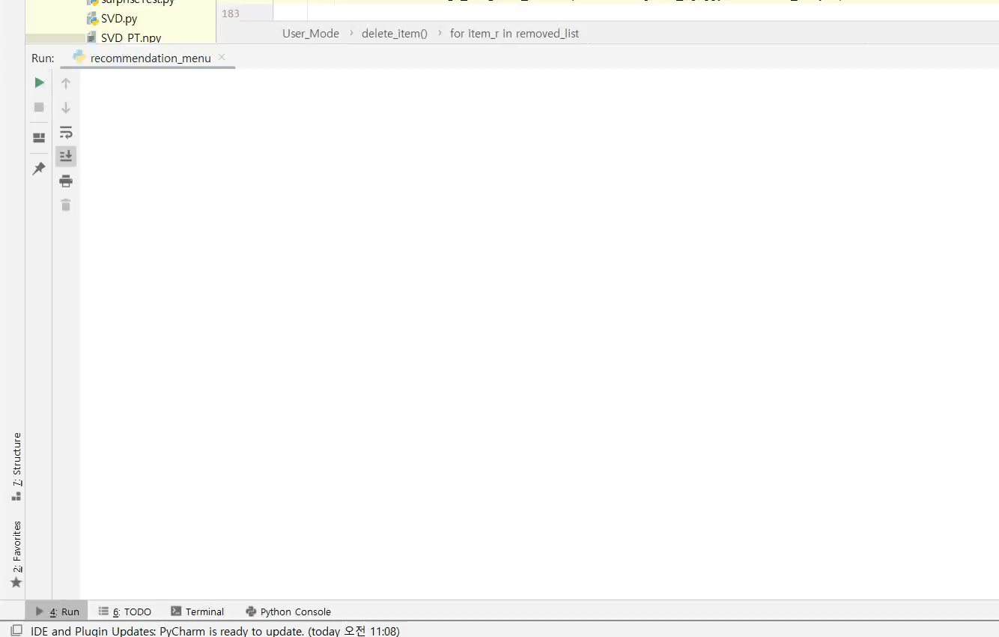 surpriseTest.py
183
SVD.py
SVD_PT.npy
User_Mode › delete_item() › for item_r in removed_list
Run: recommendation_menu
7: Structure
2: Favorites
4: Run 6: TODO Terminal Python Console
IDE and Plugin Updates: PyCharm is ready to update. (today 오전 11:08)